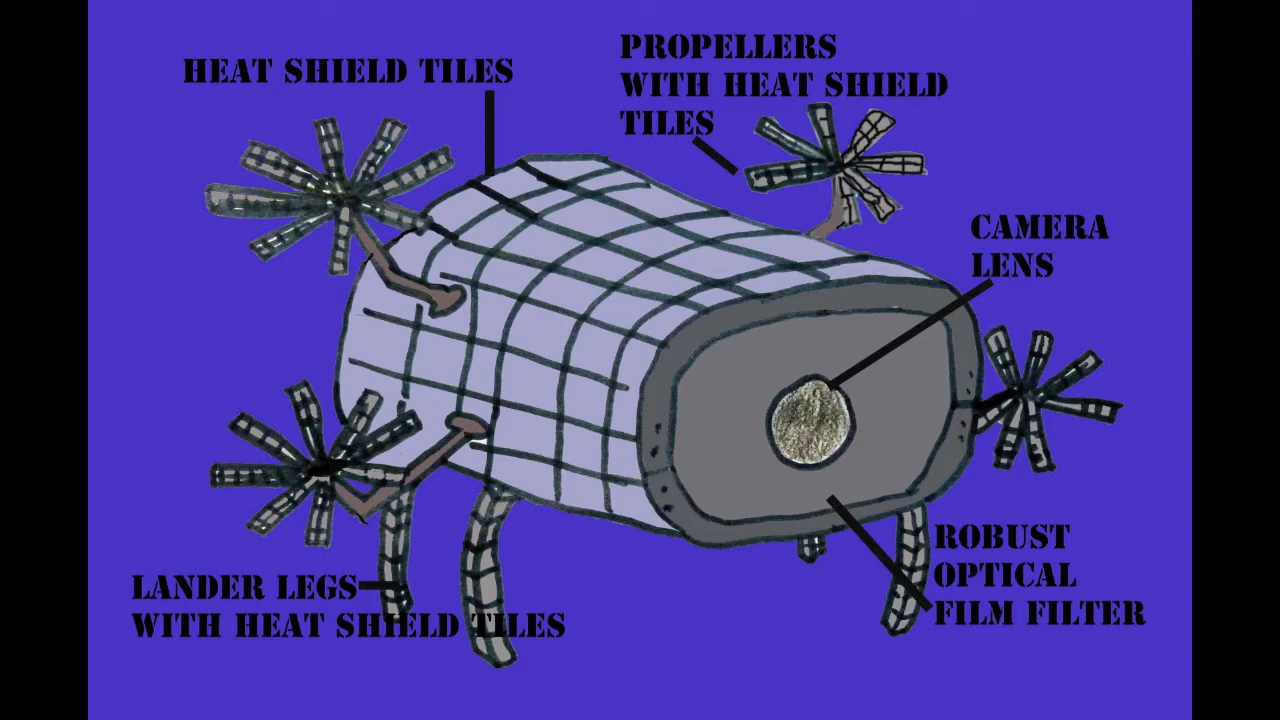 HEAT SHIELD TILES
PROPELLERS
WITH HEAT SHIELD
TILES
CAMERA
LENS
ROBUST
OPTICAL
FILM FILTER
LANDER LEGS
WITH HEAT SHIELD TILES